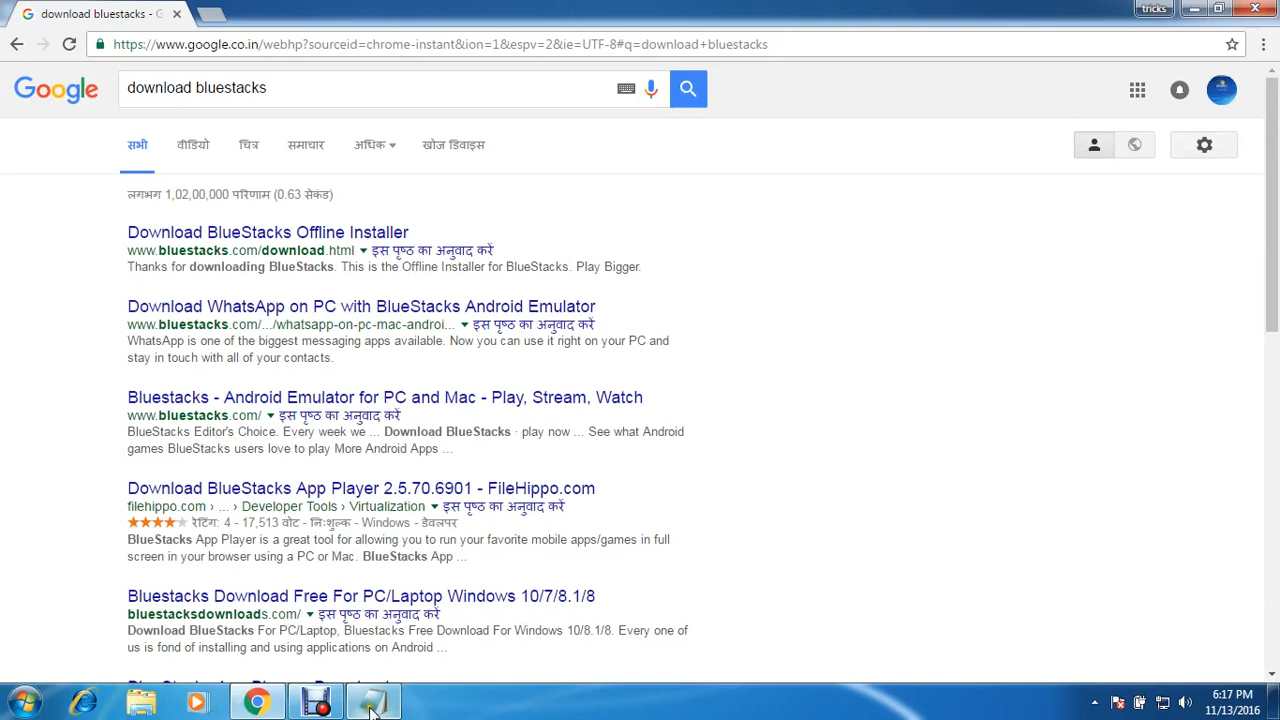 download bluestacks - G
tricks
https://www.google.co.in/webhp?sourceid=chrome-instant&ion=1&espv=2&ie=UTF-8#q=download+bluestacks
Google
download bluestacks
सभी वीडियो चित्र समाचार अधिक खोज डिवाइस
लगभग 1,02,00,000 परिणाम (0.63 सेकंड)
Download BlueStacks Offline Installer
www.bluestacks.com/download.html इस पृष्ठ का अनुवाद करें
Thanks for downloading BlueStacks. This is the Offline Installer for BlueStacks. Play Bigger.
Download WhatsApp on PC with BlueStacks Android Emulator
www.bluestacks.com/.../whatsapp-on-pc-mac-androi... इस पृष्ठ का अनुवाद करें
WhatsApp is one of the biggest messaging apps available. Now you can use it right on your PC and
stay in touch with all of your contacts.
Bluestacks - Android Emulator for PC and Mac - Play, Stream, Watch
www.bluestacks.com/ इस पृष्ठ का अनुवाद करें
BlueStacks Editor's Choice. Every week we ... Download BlueStacks · play now ... See what Android
games BlueStacks users love to play More Android Apps ...
Download BlueStacks App Player 2.5.70.6901 - FileHippo.com
filehippo.com › ... › Developer Tools › Virtualization इस पृष्ठ का अनुवाद करें
रेटिंग: 4 - 17,513 वोट - निःशुल्क - Windows - डेवलपर
BlueStacks App Player is a great tool for allowing you to run your favorite mobile apps/games in full
screen in your browser using a PC or Mac. BlueStacks App ...
Bluestacks Download Free For PC/Laptop Windows 10/7/8.1/8
bluestacksdownloads.com/ इस पृष्ठ का अनुवाद करें
Download BlueStacks For PC/Laptop, Bluestacks Free Download For Windows 10/8.1/8. Every one of
us is fond of installing and using applications on Android ...
6:17 PM
11/13/2016